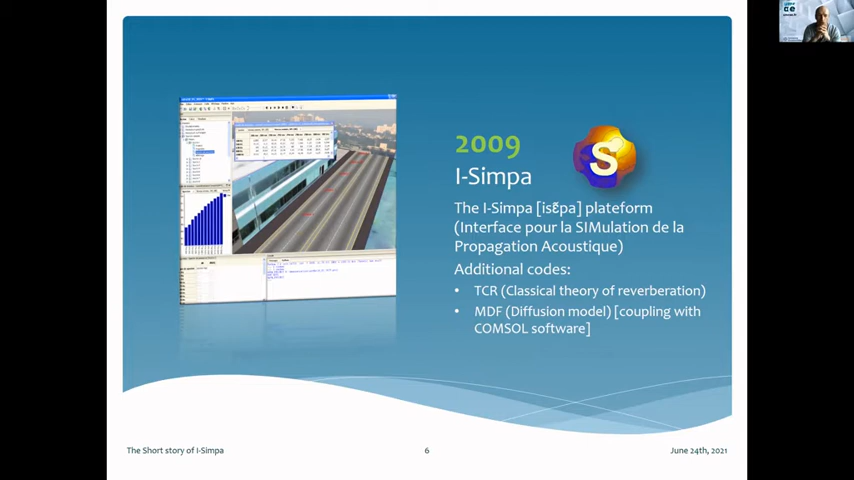 2009
S
I-Simpa
The I-Simpa [isɛ̃pa] plateform
(Interface pour la SIMulation de la
Propagation Acoustique)
Additional codes:
• TCR (Classical theory of reverberation)
• MDF (Diffusion model) [coupling with
COMSOL software]
The Short story of I-Simpa
6
June 24th, 2021